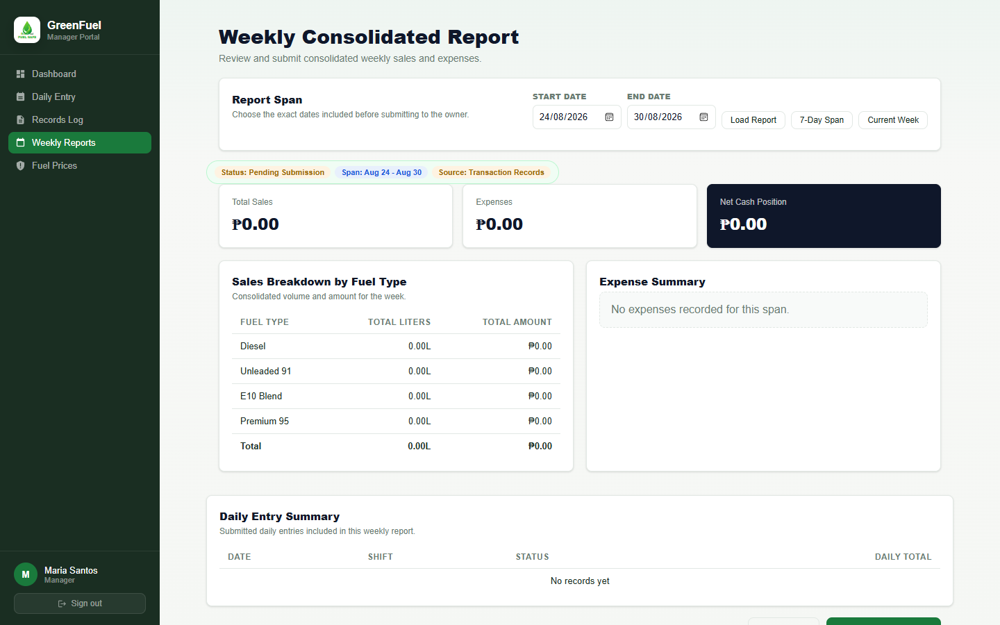 GreenFuel
Manager Portal
Dashboard
Daily Entry
Records Log
Weekly Reports
Fuel Prices
Maria Santos
M
Manager
Sign out
Weekly Consolidated Report
Review and submit consolidated weekly sales and expenses.
Report Span
Choose the exact dates included before submitting to the owner.
START DATE
24/08/2026
END DATE
30/08/2026
Load Report
7-Day Span
Current Week
Status: Pending Submission
Span: Aug 24 - Aug 30
Source: Transaction Records
Total Sales
₱0.00
Expenses
₱0.00
Net Cash Position
₱0.00
Sales Breakdown by Fuel Type
Consolidated volume and amount for the week.
FUEL TYPE TOTAL LITERS TOTAL AMOUNT
Diesel 0.00L ₱0.00
Unleaded 91 0.00L ₱0.00
E10 Blend 0.00L ₱0.00
Premium 95 0.00L ₱0.00
Total 0.00L ₱0.00
Expense Summary
No expenses recorded for this span.
Daily Entry Summary
Submitted daily entries included in this weekly report.
DATE SHIFT STATUS DAILY TOTAL
No records yet